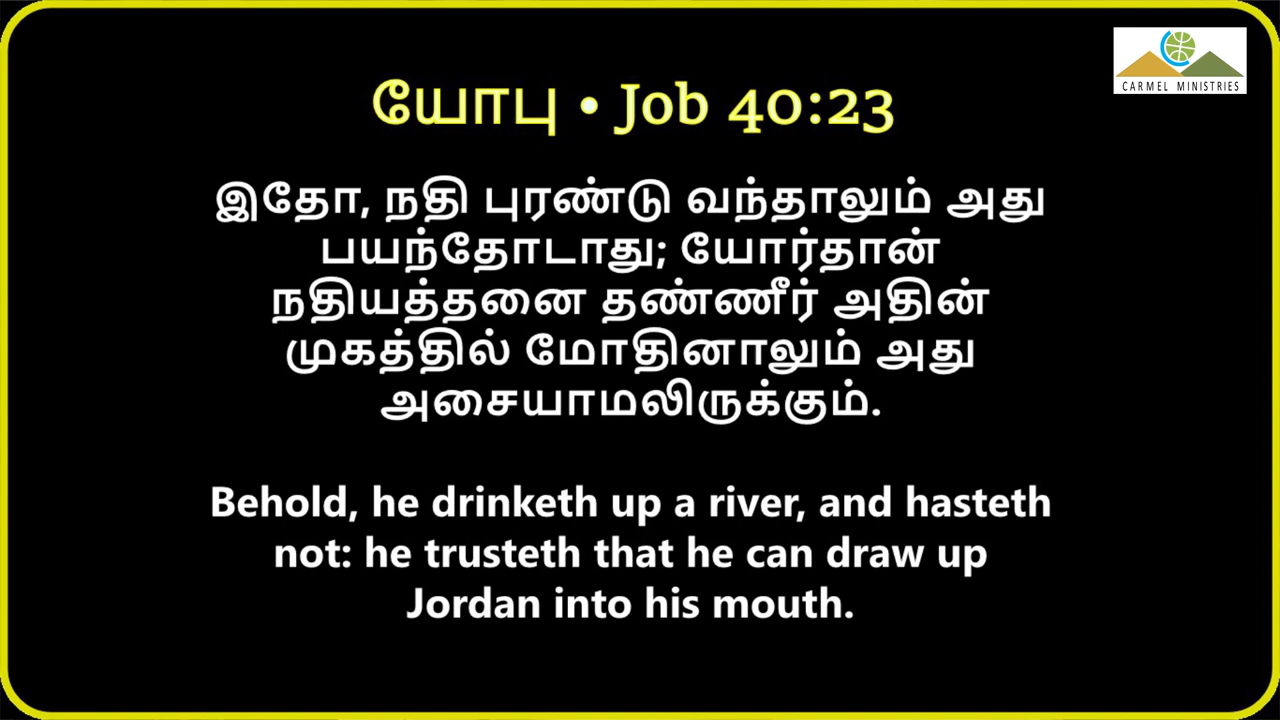 CARMEL MINISTRIES
யோபு • Job 40:23
இதோ, நதி புரண்டு வந்தாலும் அது
பயந்தோடாது; யோர்தான்
நதியத்தனை தண்ணீர் அதின்
முகத்தில் மோதினாலும் அது
அசையாமலிருக்கும்.
Behold, he drinketh up a river, and hasteth
not: he trusteth that he can draw up
Jordan into his mouth.